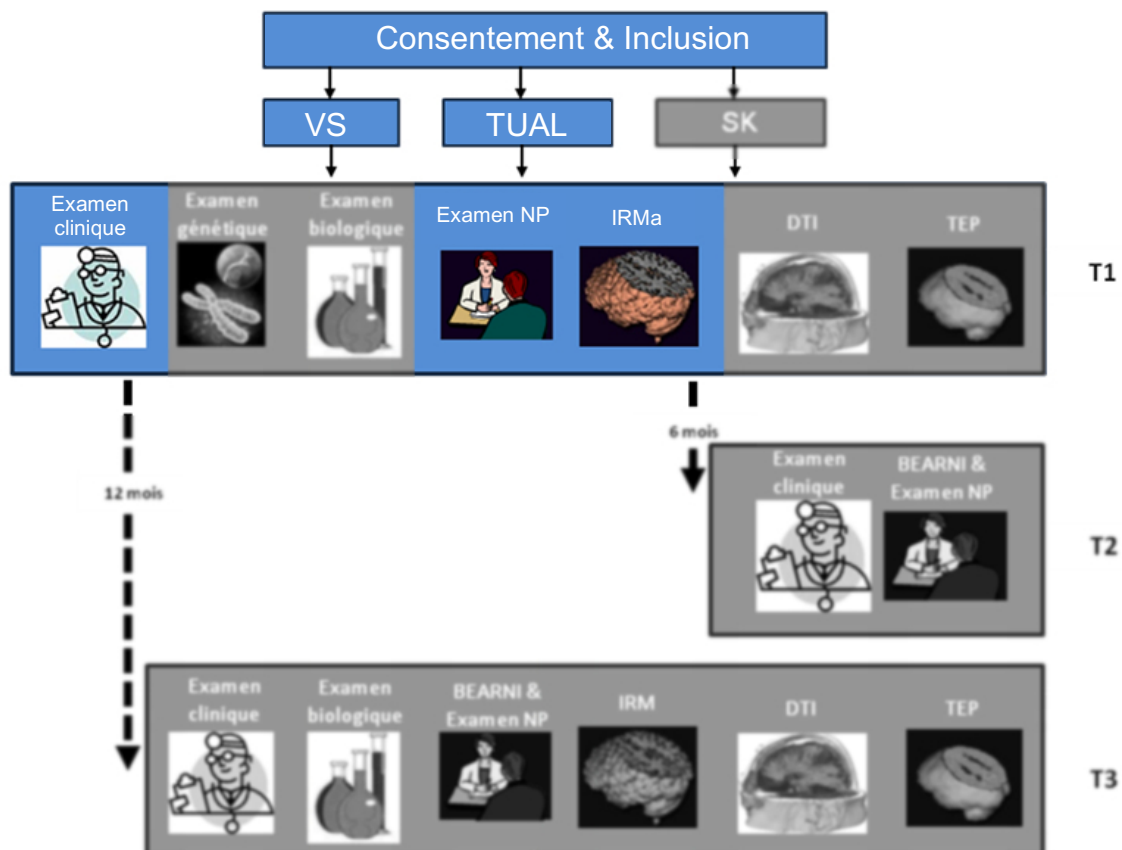 Consentement & Inclusion
VS
TUAL
SK
Examen
clinique
Examen
génétique
Examen
biologique
Examen NP
IRMa
DTI
TEP
T1
12 mois
6 mois
Examen
clinique
BEARNI &
Examen NP
T2
Examen
clinique
Examen
biologique
BEARNI &
Examen NP
IRM
DTI
TEP
T3